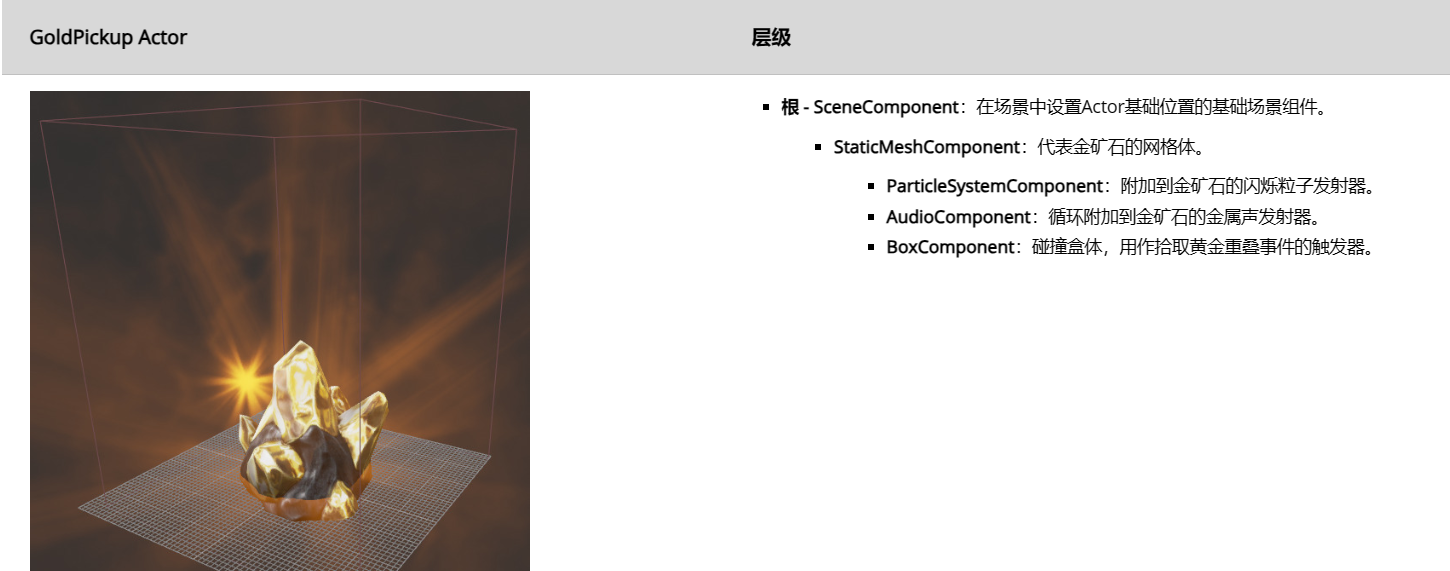 GoldPickup Actor
层级
根 - SceneComponent：在场景中设置Actor基础位置的基础场景组件。
StaticMeshComponent：代表金矿石的网格体。
ParticleSystemComponent：附加到金矿石的闪烁粒子发射器。
AudioComponent：循环附加到金矿石的金属声发射器。
BoxComponent：碰撞盒体，用作拾取黄金重叠事件的触发器。